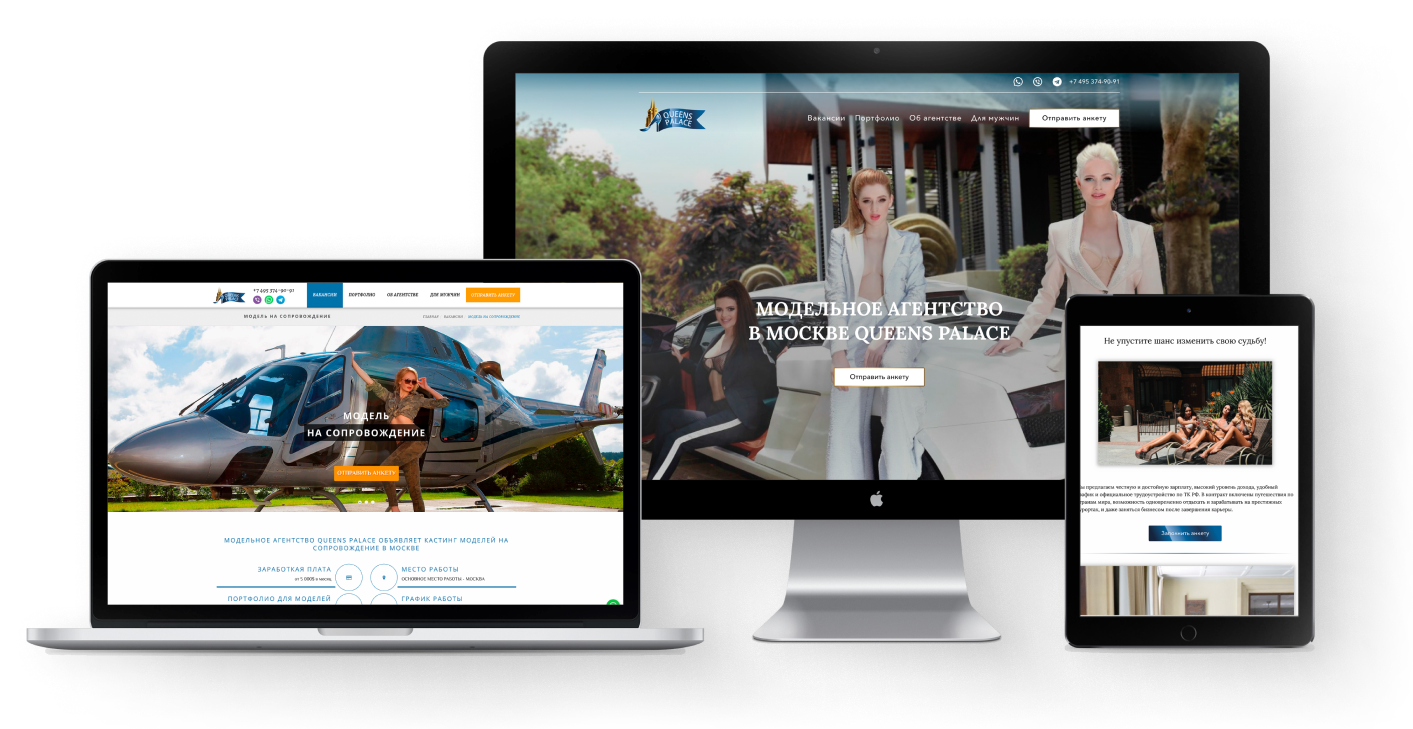 +7 495 374-90-91
QUEENS
PALACE
Вакансии Портфолио Об агентстве Для мужчин Отправить анкету
МОДЕЛЬНОЕ АГЕНТСТВО
В МОСКВЕ QUEENS PALACE
Отправить анкету
+7 495 374-90-91
ВАКАНСИИ ПОРТФОЛИО ОБ АГЕНТСТВЕ ДЛЯ МУЖЧИН ОТПРАВИТЬ АНКЕТУ
МОДЕЛЬ НА СОПРОВОЖДЕНИЕ ГЛАВНАЯ ВАКАНСИИ МОДЕЛЬ НА СОПРОВОЖДЕНИЕ
МОДЕЛЬ
НА СОПРОВОЖДЕНИЕ
ОТПРАВИТЬ АНКЕТУ
МОДЕЛЬНОЕ АГЕНТСТВО QUEENS PALACE ОБЪЯВЛЯЕТ КАСТИНГ МОДЕЛЕЙ НА
СОПРОВОЖДЕНИЕ В МОСКВЕ
ЗАРАБОТКАЯ ПЛАТА МЕСТО РАБОТЫ
от 5 000$ в месяц ОСНОВНОЕ МЕСТО РАБОТЫ - МОСКВА
ПОРТФОЛИО ДЛЯ МОДЕЛЕЙ ГРАФИК РАБОТЫ
Не упустите шанс изменить свою судьбу!
ы предлагаем честную и достойную зарплату, высокий уровень дохода, удобный
рафик и официальное трудоустройство по ТК РФ. В контракт включены путешествия по
транам мира, возможность одновременно отдыхать и зарабатывать на престижных
урортах, и даже заняться бизнесом после завершения карьеры.
Заполнить анкету